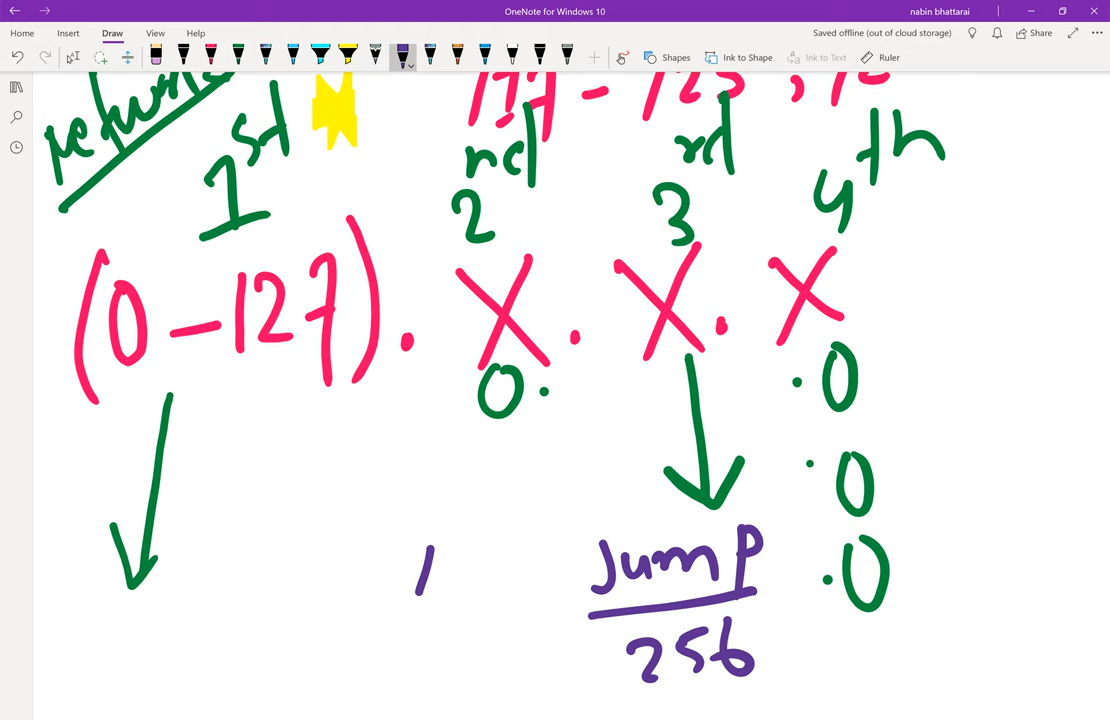 OneNote for Windows 10
nabin bhattarai
Home Insert Draw View Help
Saved offline (out of cloud storage)
Share
Shapes Ink to Shape Ink to Text Ruler
1st 2nd 3rd 4th
(0-127) . X . X . X
0 . . 0
. 0
. 0
Jump
256